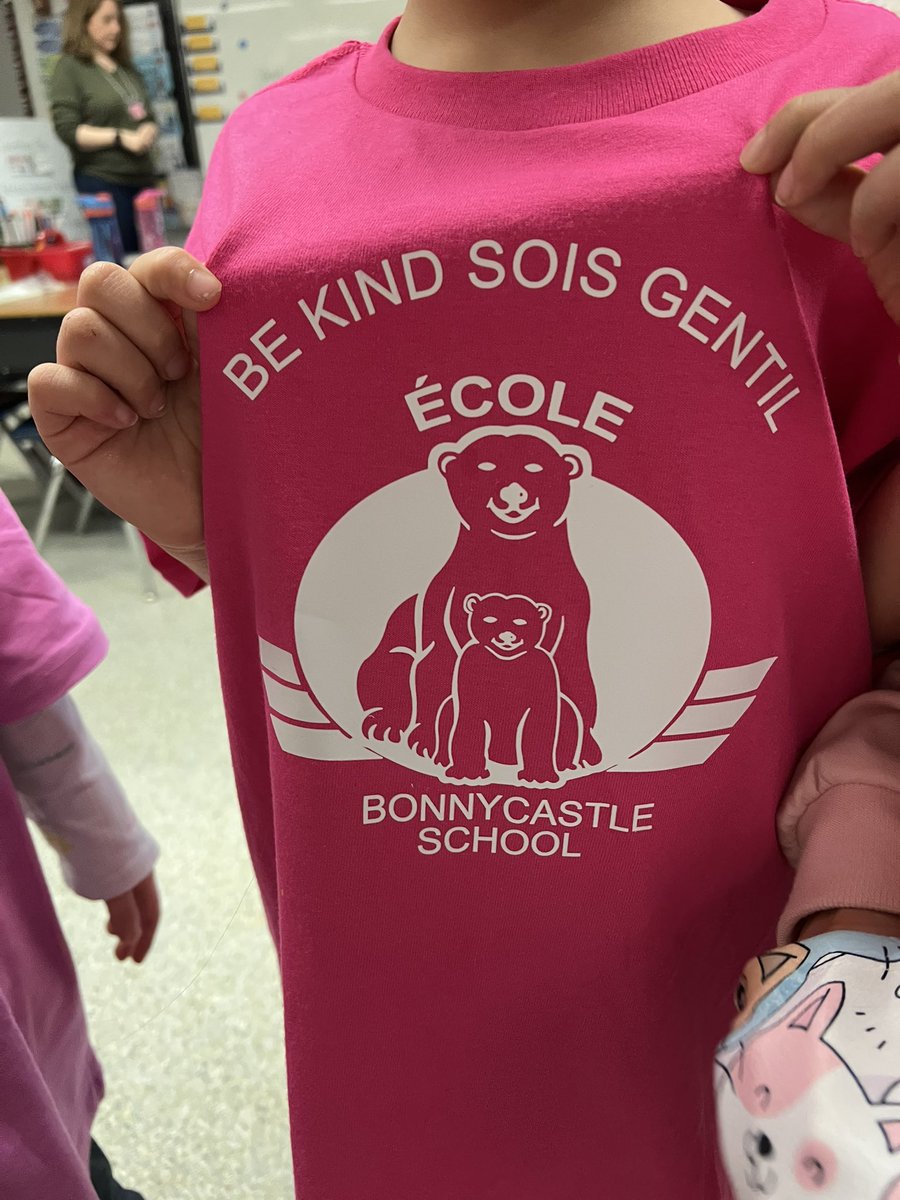 BE KIND SOIS GENTIL
ÉCOLE
BONNYCASTLE
SCHOOL